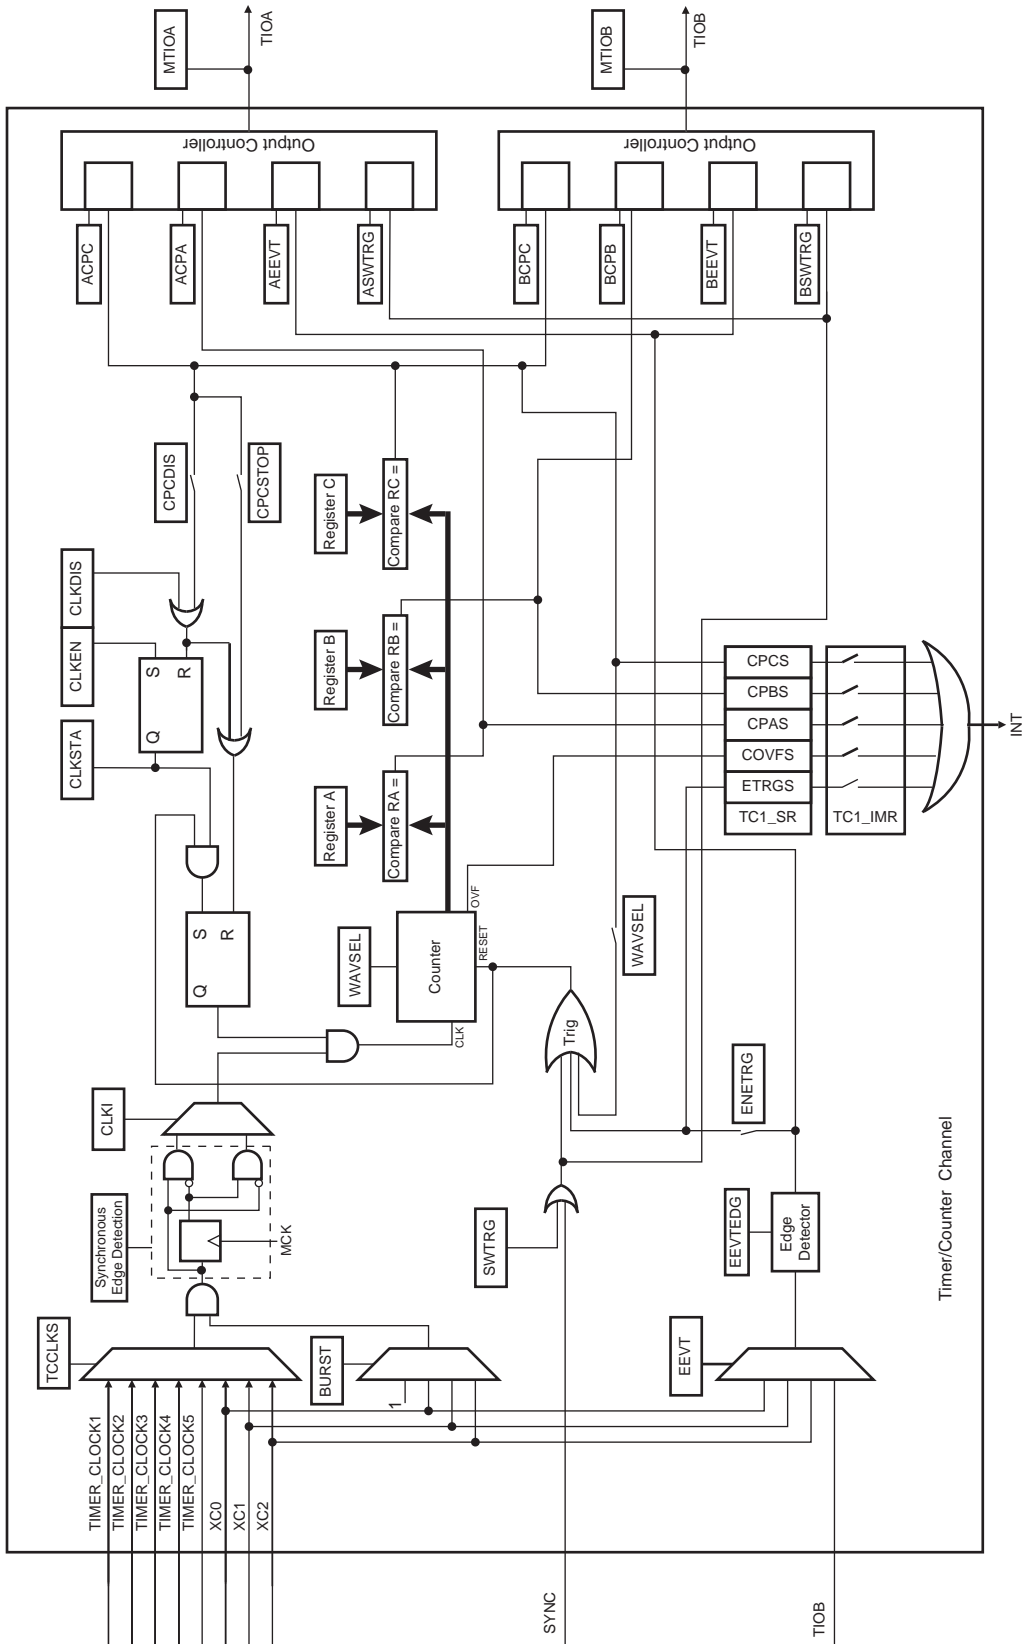 MTIOA
TIOA
MTIOB
TIOB
Output Controller
Output Controller
ACPC
ACPA
AEEVT
ASWTRG
BCPC
BCPB
BEEVT
BSWTRG
CPCDIS
CPCSTOP
Register C
Compare RC =
CLKDIS
CLKEN
CLKSTA
S
R
Q
Register B
Compare RB =
Register A
Compare RA =
CPCS
CPBS
CPAS
COVFS
ETRGS
TC1_SR
TC1_IMR
INT
S
R
Q
WAVSEL
Counter
OVF
RESET
CLK
WAVSEL
Trig
ENETRG
CLKI
Synchronous
Edge Detection
MCK
SWTRG
EEVTEDG
Edge
Detector
Timer/Counter Channel
TCCLKS
BURST
1
EEVT
TIMER_CLOCK1
TIMER_CLOCK2
TIMER_CLOCK3
TIMER_CLOCK4
TIMER_CLOCK5
XC0
XC1
XC2
SYNC
TIOB